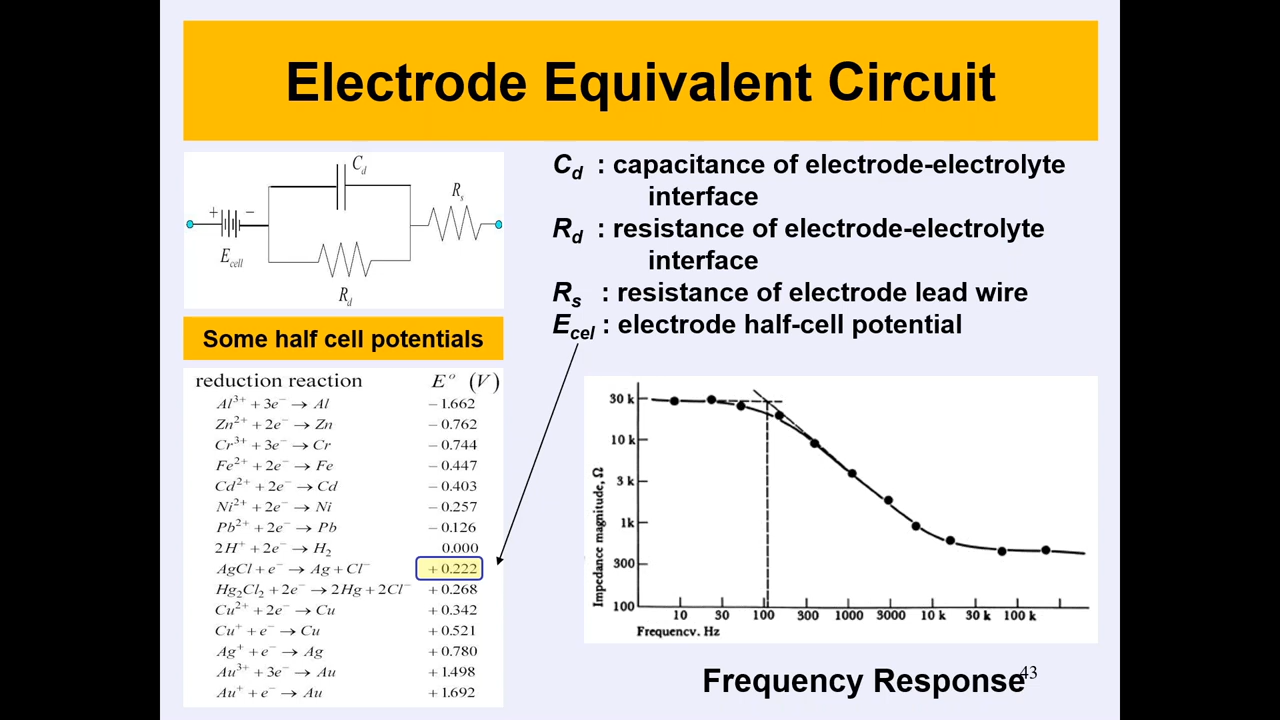 Electrode Equivalent Circuit
C_d
R_s
+ −
E_cell
R_d
C_d : capacitance of electrode-electrolyte
interface
R_d : resistance of electrode-electrolyte
interface
R_s : resistance of electrode lead wire
E_cel : electrode half-cell potential
Some half cell potentials
reduction reaction E° (V)
Al³⁺ + 3e⁻ → Al − 1.662
Zn²⁺ + 2e⁻ → Zn − 0.762
Cr³⁺ + 3e⁻ → Cr − 0.744
Fe²⁺ + 2e⁻ → Fe − 0.447
Cd²⁺ + 2e⁻ → Cd − 0.403
Ni²⁺ + 2e⁻ → Ni − 0.257
Pb²⁺ + 2e⁻ → Pb − 0.126
2H⁺ + 2e⁻ → H₂ 0.000
AgCl + e⁻ → Ag + Cl⁻ + 0.222
Hg₂Cl₂ + 2e⁻ → 2Hg + 2Cl⁻ + 0.268
Cu²⁺ + 2e⁻ → Cu + 0.342
Cu⁺ + e⁻ → Cu + 0.521
Ag⁺ + e⁻ → Ag + 0.780
Au³⁺ + 3e⁻ → Au + 1.498
Au⁺ + e⁻ → Au + 1.692
Impedance magnitude, Ω
30 k
10 k
3 k
1k
300
100
10 30 100 300 1000 3000 10 k 30 k 100 k
Frequency, Hz
Frequency Response
43